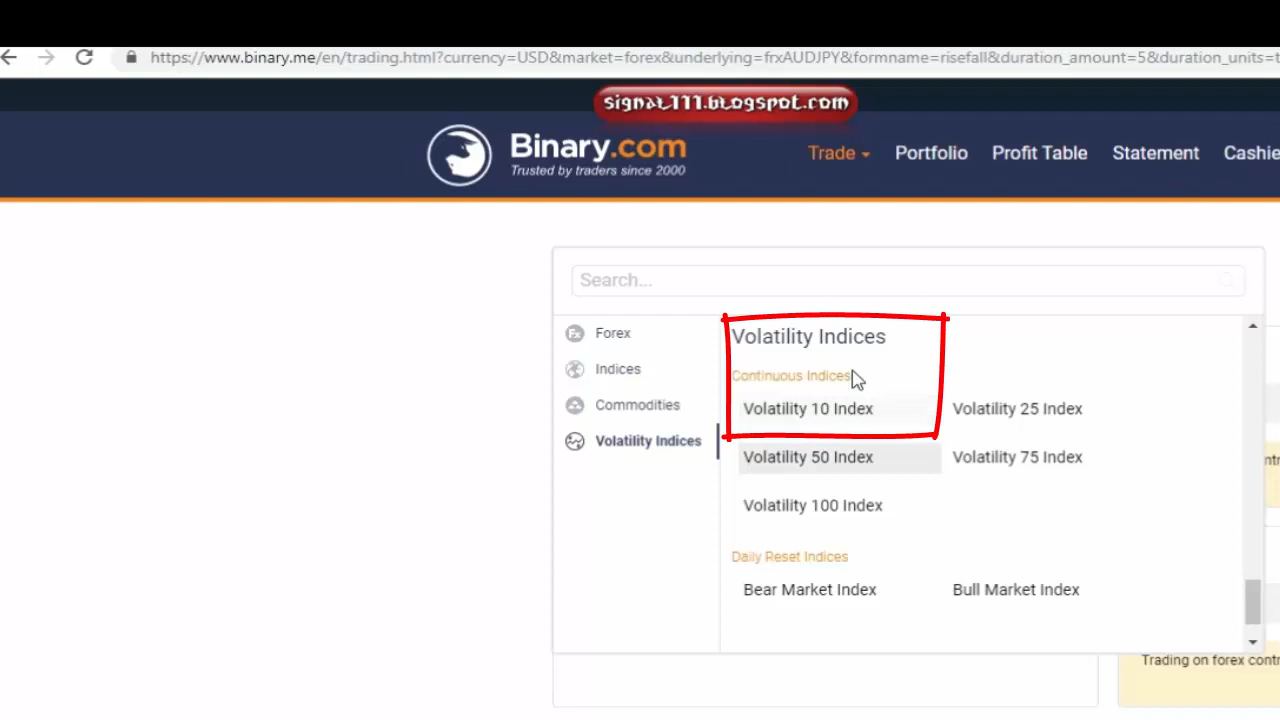 https://www.binary.me/en/trading.html?currency=USD&market=forex&underlying=frxAUDJPY&formname=risefall&duration_amount=5&duration_units=t
signal111.blogspot.com
Binary.com
Trusted by traders since 2000
Trade Portfolio Profit Table Statement Cashie
Search...
Forex
Indices
Commodities
Volatility Indices
Volatility Indices
Continuous Indices
Volatility 10 Index Volatility 25 Index
Volatility 50 Index Volatility 75 Index
Volatility 100 Index
Daily Reset Indices
Bear Market Index Bull Market Index
ntr
Trading on forex contr